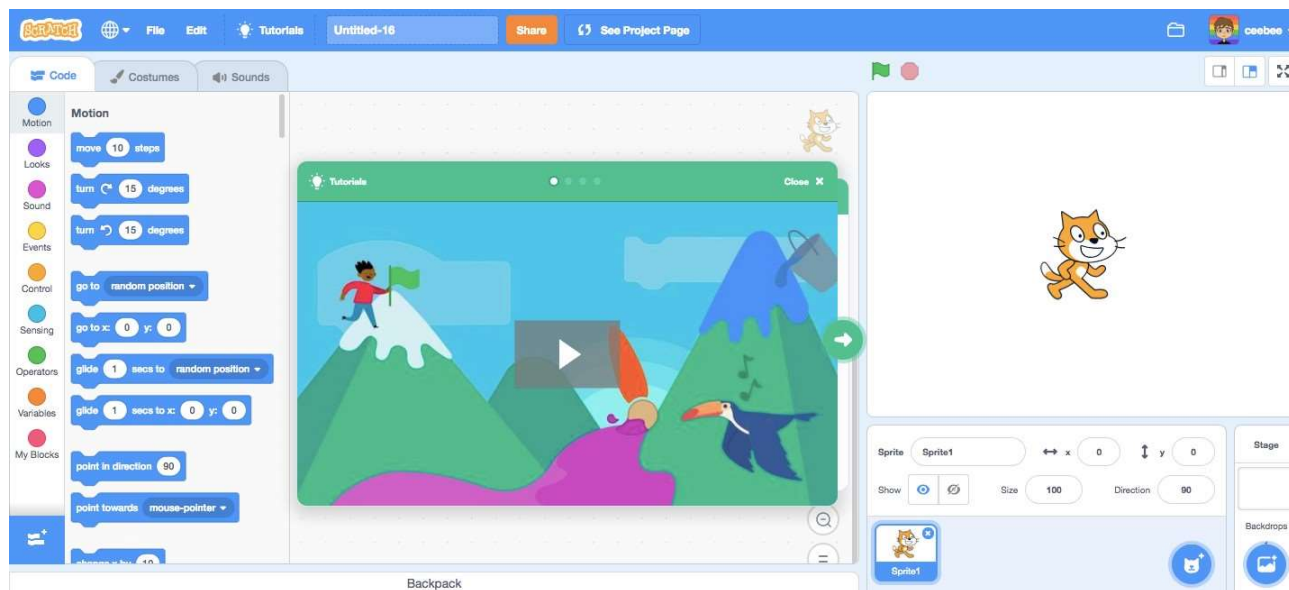 SCRATCH File Edit Tutorials Untitled-16 Share See Project Page ceebee
Code Costumes Sounds
Motion
Looks
Sound
Events
Control
Sensing
Operators
Variables
My Blocks
Motion
move 10 steps
turn 15 degrees
turn 15 degrees
go to random position
go to x: 0 y: 0
glide 1 secs to random position
glide 1 secs to x: 0 y: 0
point in direction 90
point towards mouse-pointer
change x by 10
Tutorials Close
Sprite Sprite1 x 0 y 0
Show Size 100 Direction 90
Sprite1
Stage
Backdrops
Backpack